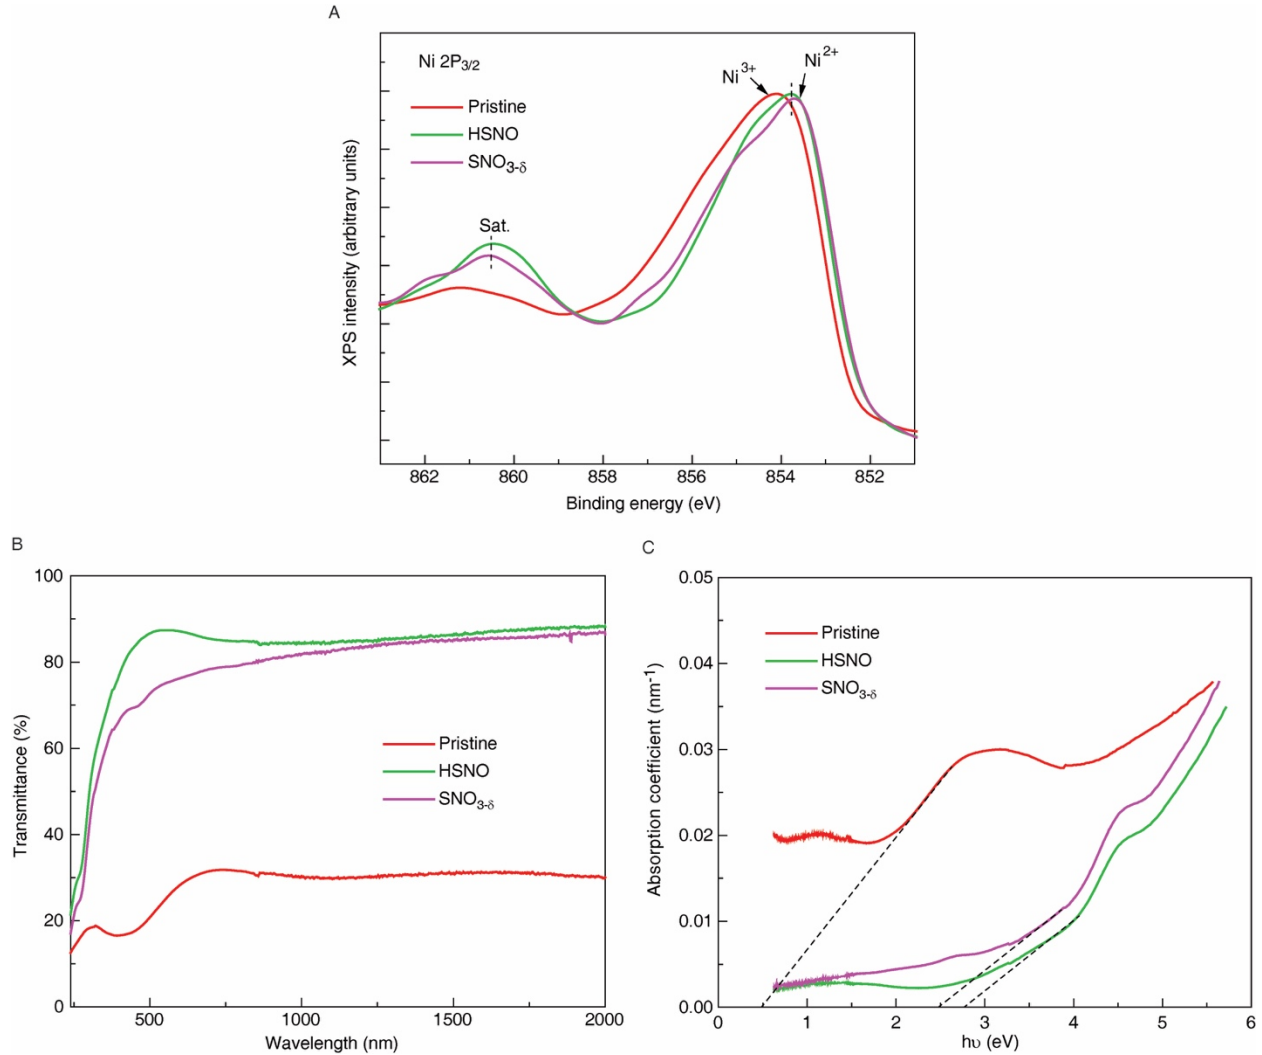 A
Ni 2P3/2
Ni3+
Ni2+
Pristine
HSNO
SNO3-δ
Sat.
XPS intensity (arbitrary units)
862
860
858
856
854
852
Binding energy (eV)
B
100
80
60
40
20
0
Transmittance (%)
Pristine
HSNO
SNO3-δ
500
1000
1500
2000
Wavelength (nm)
C
0.05
0.04
0.03
0.02
0.01
0.00
Absorption coefficient (nm-1)
Pristine
HSNO
SNO3-δ
0
1
2
3
4
5
6
hυ (eV)